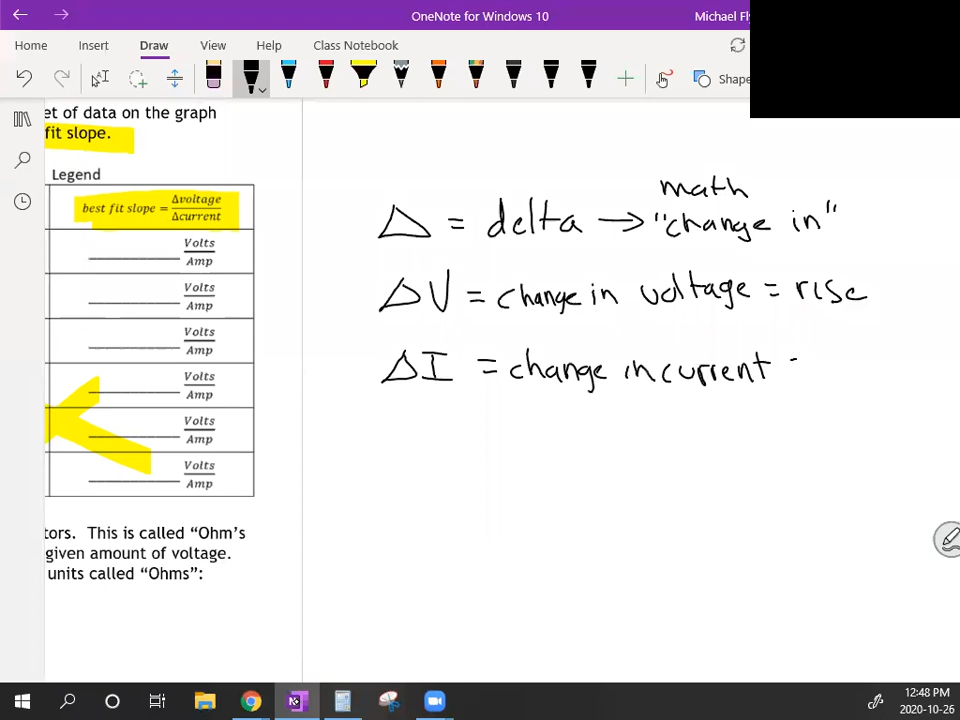 OneNote for Windows 10
Michael Fl
Home Insert Draw View Help Class Notebook
Shape
et of data on the graph
fit slope.
Legend
best fit slope = Δvoltage
Δcurrent
Volts
Amp
Volts
Amp
Volts
Amp
Volts
Amp
Volts
Amp
Volts
Amp
tors. This is called “Ohm’s
given amount of voltage.
units called “Ohms”:
math
Δ = delta → "change in"
ΔV = change in voltage = rise
ΔI = change in current -
12:48 PM
2020-10-26